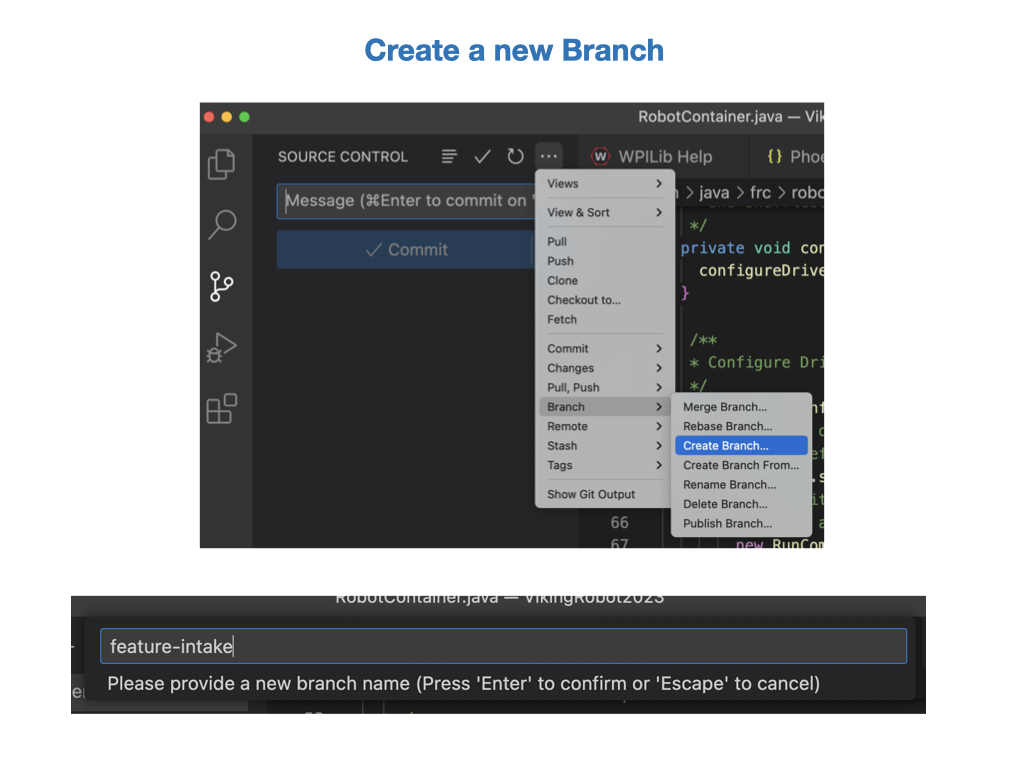 Create a new Branch
RobotContainer.java — Vik
SOURCE CONTROL
WPILib Help
{} Phoe
Message (⌘Enter to commit on '
Commit
Views
View & Sort
Pull
Push
Clone
Checkout to...
Fetch
Commit
Changes
Pull, Push
Branch
Remote
Stash
Tags
Show Git Output
Merge Branch...
Rebase Branch...
Create Branch...
Create Branch From...
Rename Branch...
Delete Branch...
Publish Branch...
> java > frc > robo
*/
private void con
configureDrive
}
/**
* Configure Dri
*/
66
67
new RunCom
RobotContainer.java — VikingRobot2023
feature-intake
Please provide a new branch name (Press 'Enter' to confirm or 'Escape' to cancel)